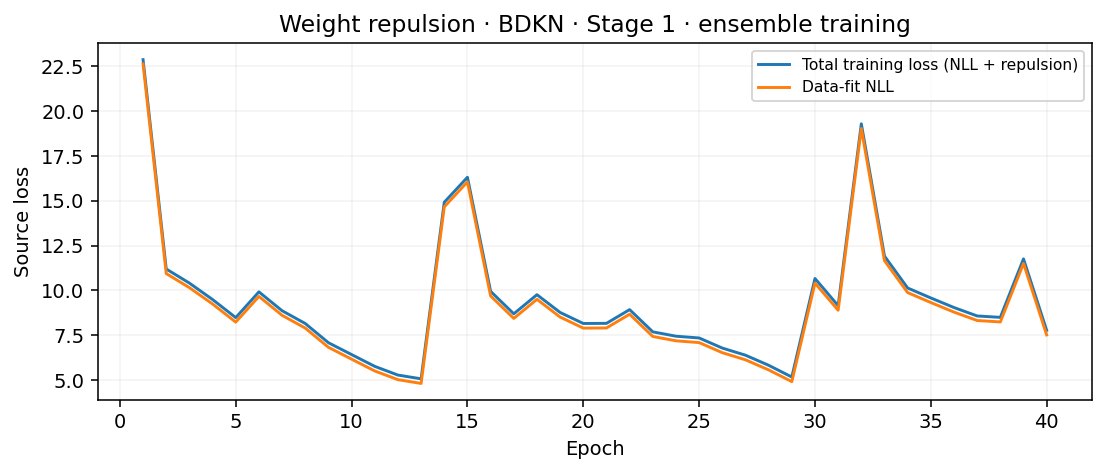 Weight repulsion · BDKN · Stage 1 · ensemble training
Total training loss (NLL + repulsion)
Data-fit NLL
Source loss
22.5
20.0
17.5
15.0
12.5
10.0
7.5
5.0
0 5 10 15 20 25 30 35 40
Epoch